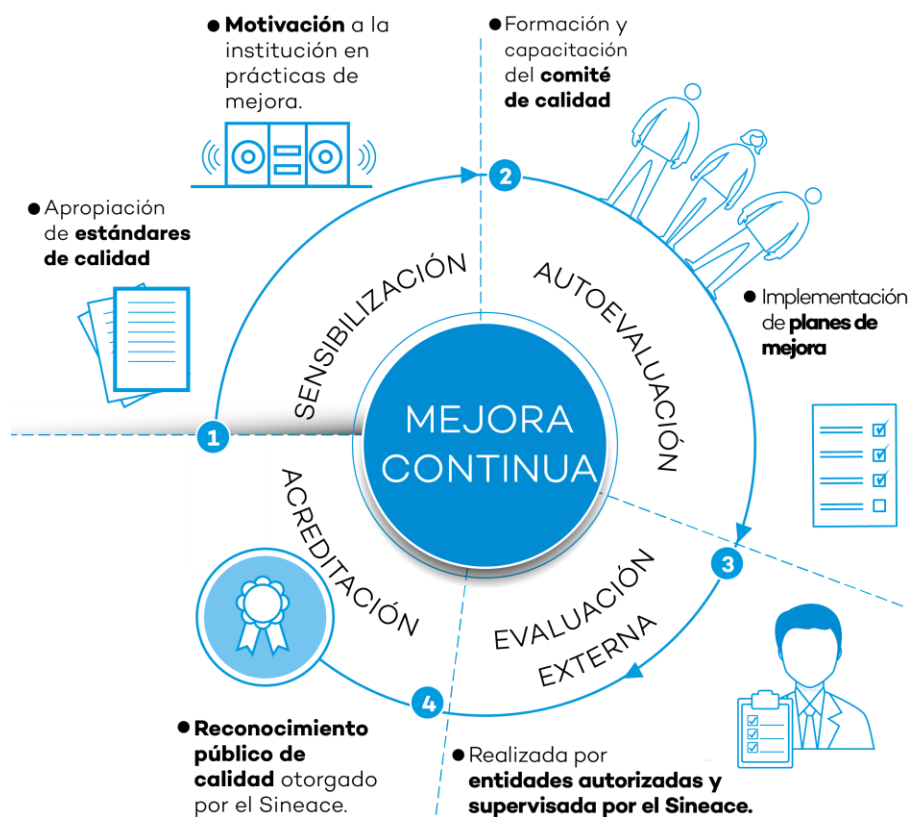 ● Motivación a la
institución en
prácticas de
mejora.
● Formación y
capacitación
del comité
de calidad
● Apropiación
de estándares
de calidad
2
SENSIBILIZACIÓN
AUTOEVALUACIÓN
● Implementación
de planes de
mejora
1
MEJORA
CONTINUA
ACREDITACIÓN
EVALUACIÓN
EXTERNA
3
4
● Reconocimiento
público de
calidad otorgado
por el Sineace.
● Realizada por
entidades autorizadas y
supervisada por el Sineace.